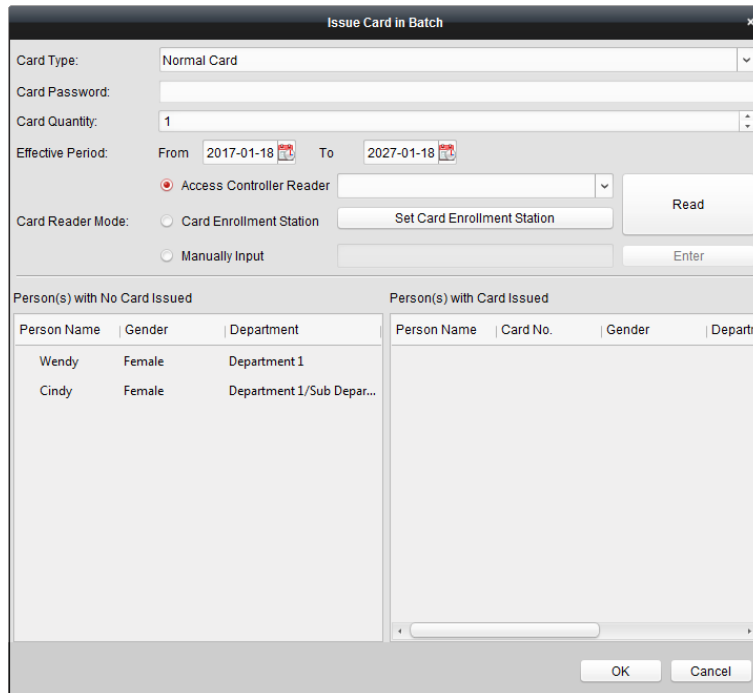 Issue Card in Batch
Card Type: Normal Card
Card Password:
Card Quantity: 1
Effective Period: From 2017-01-18 To 2027-01-18
Access Controller Reader
Read
Card Reader Mode: Card Enrollment Station Set Card Enrollment Station
Manually Input Enter
Person(s) with No Card Issued Person(s) with Card Issued
Person Name Gender Department Person Name Card No. Gender Departm
Wendy Female Department 1
Cindy Female Department 1/Sub Depar...
OK Cancel